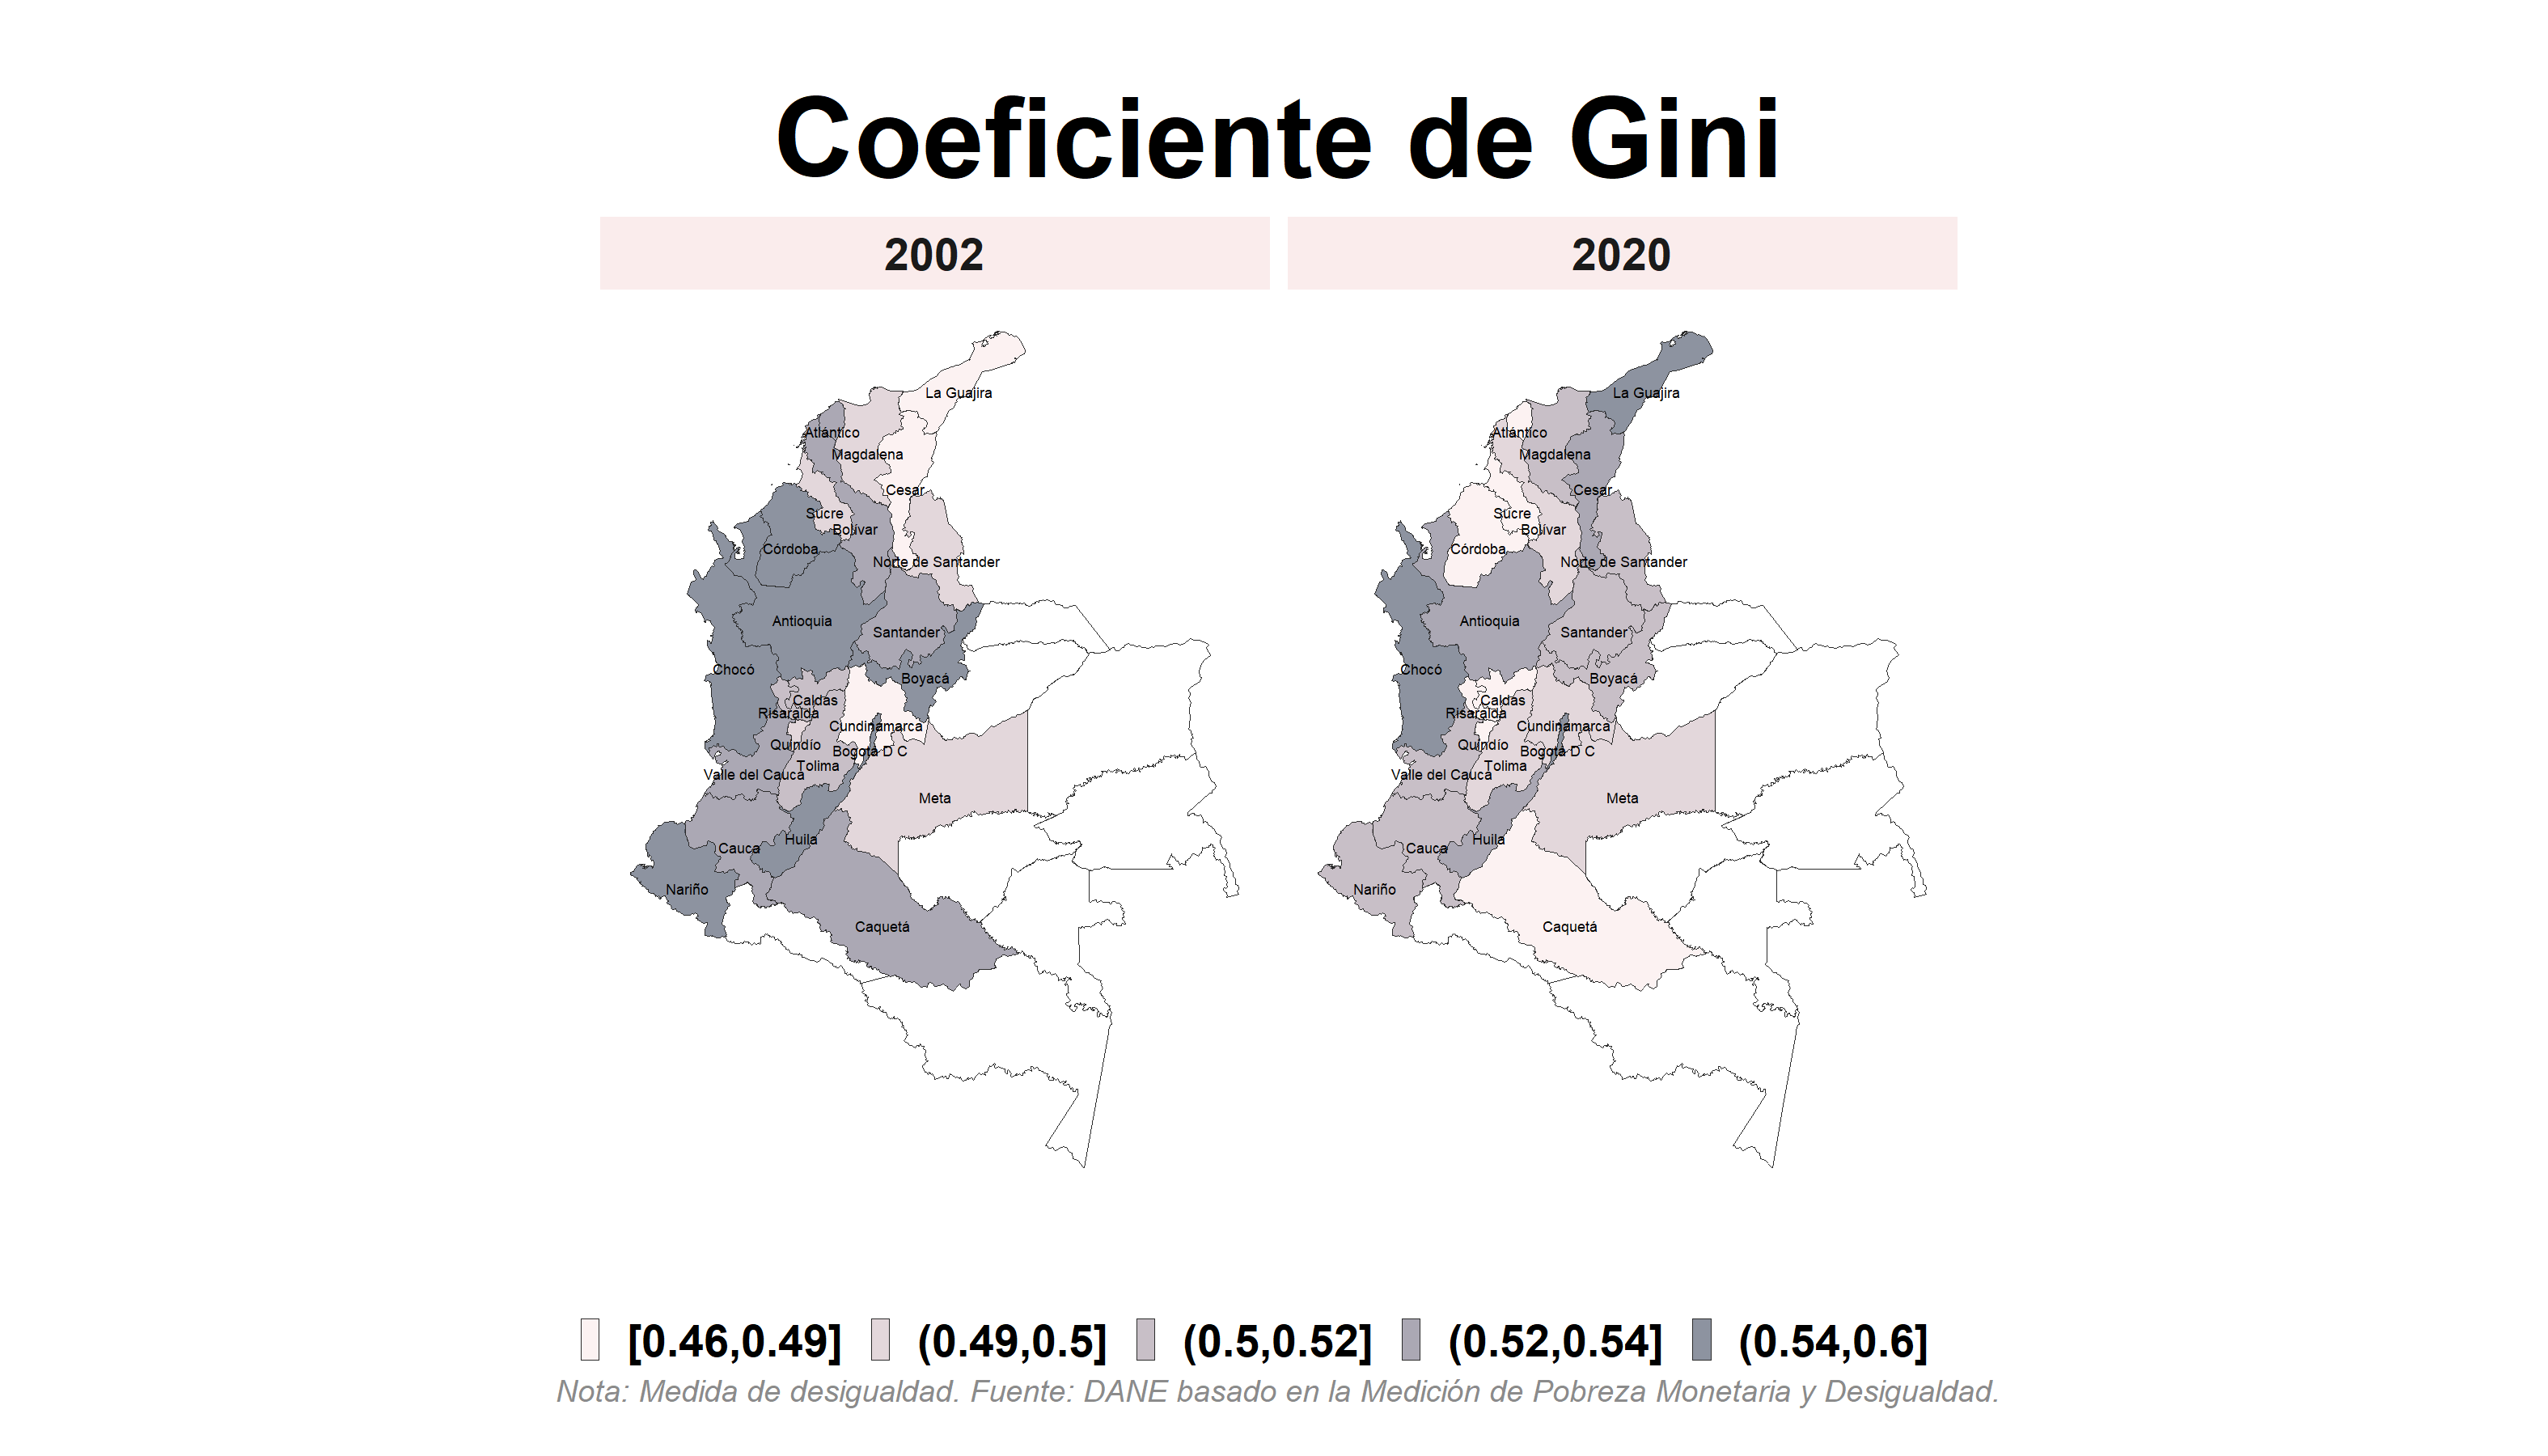 Coeficiente de Gini
2002
2020
La Guajira
Atlántico
Magdalena
Cesar
Sucre
Bolívar
Córdoba
Norte de Santander
Antioquia
Santander
Chocó
Boyacá
Caldas
Risaralda
Cundinamarca
Quindío
Bogotá D C
Tolima
Valle del Cauca
Meta
Huila
Cauca
Nariño
Caquetá
La Guajira
Atlántico
Magdalena
Cesar
Sucre
Bolívar
Córdoba
Norte de Santander
Antioquia
Santander
Chocó
Boyacá
Caldas
Risaralda
Cundinamarca
Quindío
Bogotá D C
Tolima
Valle del Cauca
Meta
Huila
Cauca
Nariño
Caquetá
[0.46,0.49] (0.49,0.5] (0.5,0.52] (0.52,0.54] (0.54,0.6]
Nota: Medida de desigualdad. Fuente: DANE basado en la Medición de Pobreza Monetaria y Desigualdad.